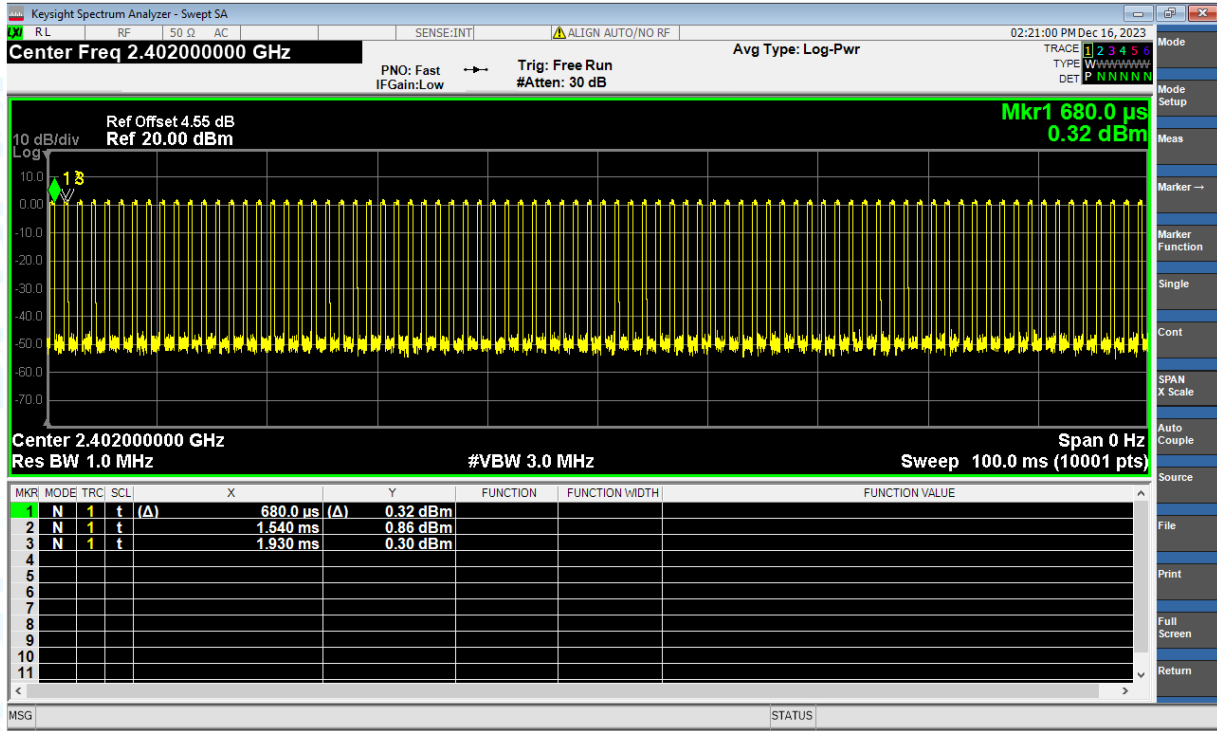 Keysight Spectrum Analyzer - Swept SA
LXI RL RF 50 Ω AC SENSE:INT ALIGN AUTO/NO RF 02:21:00 PM Dec 16, 2023
Center Freq 2.402000000 GHz
PNO: Fast
IFGain:Low
Trig: Free Run
#Atten: 30 dB
Avg Type: Log-Pwr
TRACE 1 2 3 4 5 6
TYPE WWWWWW
DET P N N N N N
Mkr1 680.0 µs
0.32 dBm
Ref Offset 4.55 dB
10 dB/div Ref 20.00 dBm
Log
10.0
0.00
-10.0
-20.0
-30.0
-40.0
-50.0
-60.0
-70.0
1 3
Center 2.402000000 GHz Span 0 Hz
Res BW 1.0 MHz #VBW 3.0 MHz Sweep 100.0 ms (10001 pts)
MKR MODE TRC SCL X Y FUNCTION FUNCTION WIDTH FUNCTION VALUE
1 N 1 t (Δ) 680.0 µs (Δ) 0.32 dBm
2 N 1 t 1.540 ms 0.86 dBm
3 N 1 t 1.930 ms 0.30 dBm
4
5
6
7
8
9
10
11
MSG STATUS
Mode
Mode
Setup
Meas
Marker →
Marker
Function
Single
Cont
SPAN
X Scale
Auto
Couple
Source
File
Print
Full
Screen
Return